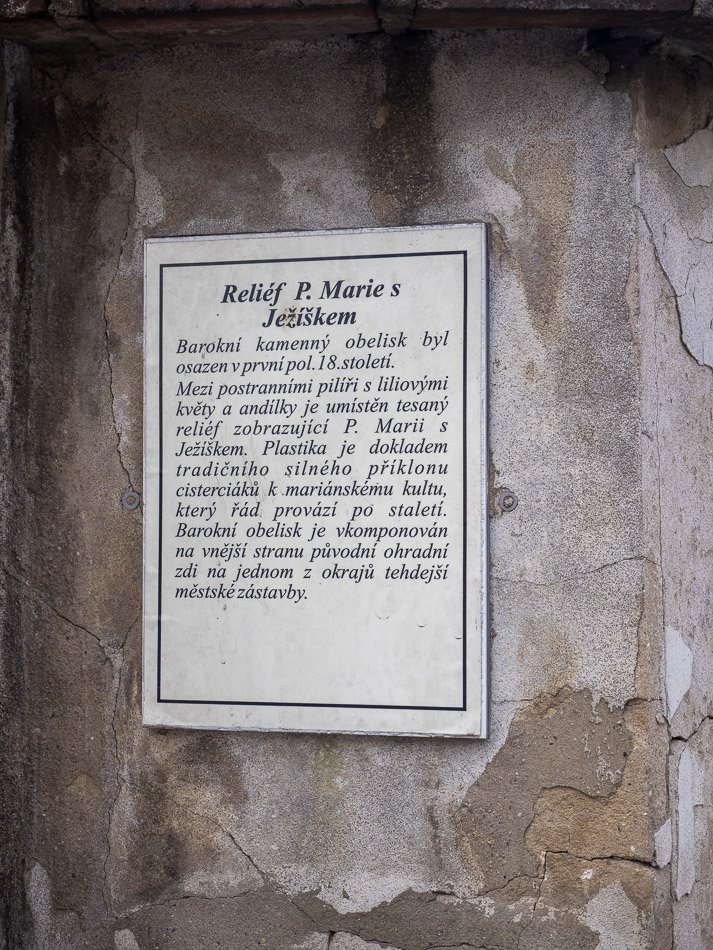 Reliéf P. Marie s
Ježíškem
Barokní kamenný obelisk byl
osazen v první pol.18.století.
Mezi postranními pilíři s liliovými
květy a andílky je umístěn tesaný
reliéf zobrazující P. Marii s
Ježíškem. Plastika je dokladem
tradičního silného příklonu
cisterciáků k mariánskému kultu,
který řád provází po staletí.
Barokní obelisk je vkomponován
na vnější stranu původní ohradní
zdi na jednom z okrajů tehdejší
městské zástavby.